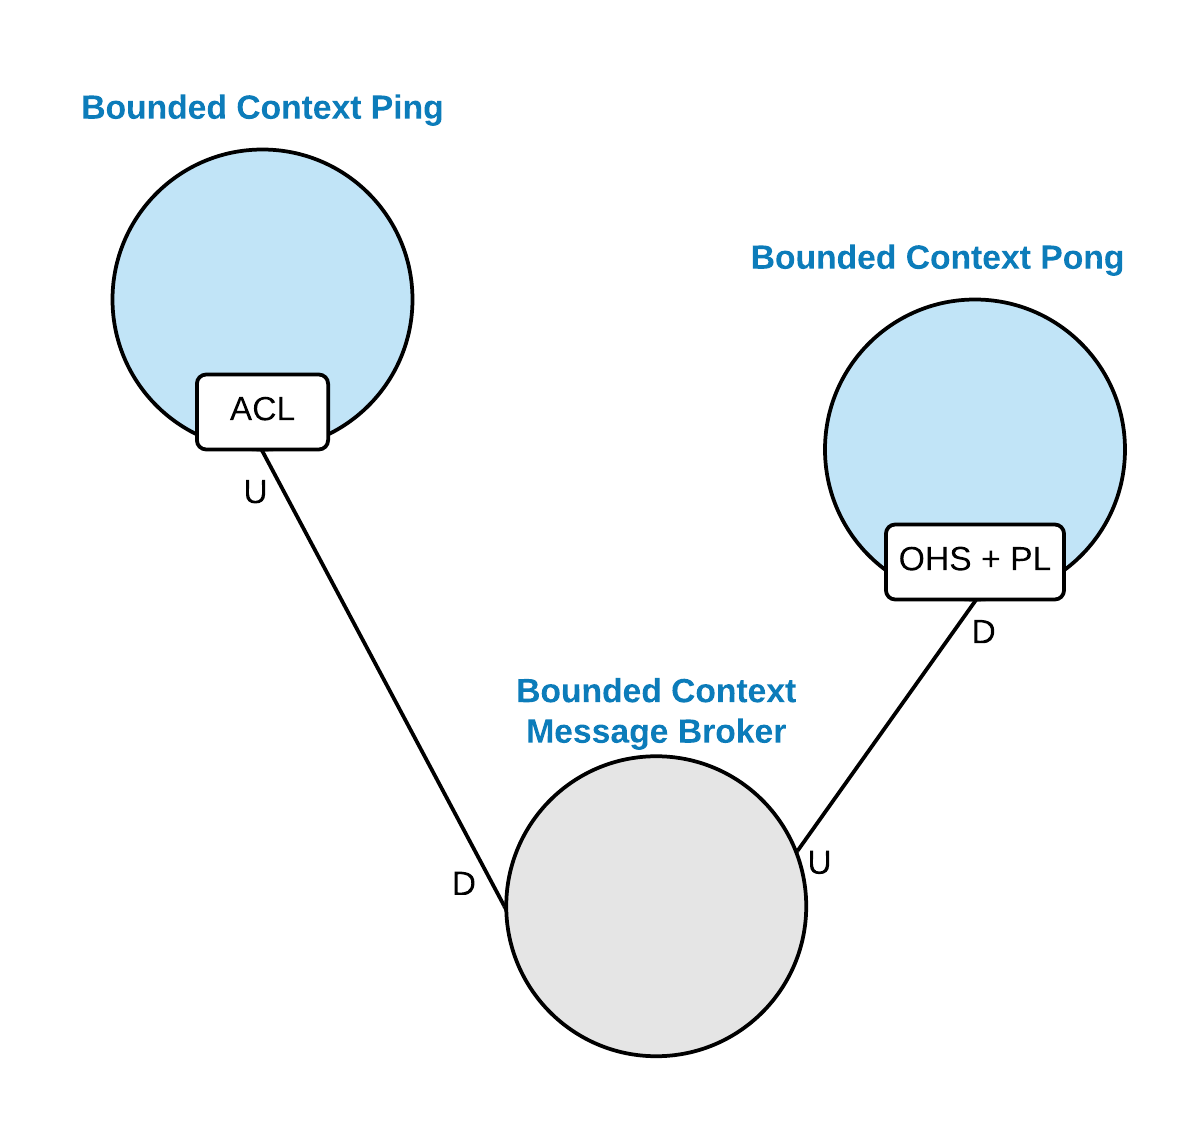 Bounded Context Ping
Bounded Context Pong
ACL
U
OHS + PL
D
Bounded Context
Message Broker
D
U